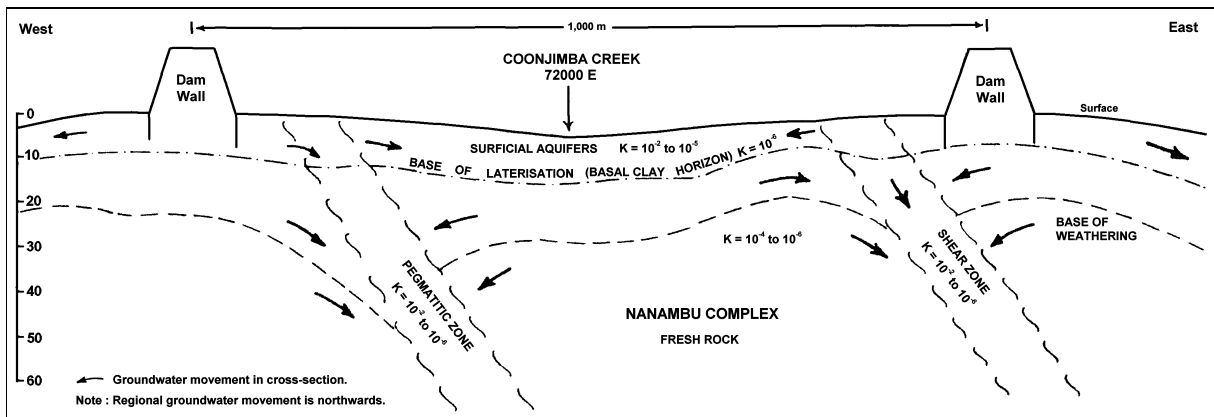 West
1,000 m
East
COONJIMBA CREEK
72000 E
Dam
Wall
Dam
Wall
Surface
0
10
20
30
40
50
60
SURFICIAL AQUIFERS K = 10⁻² to 10⁻⁵
BASE OF LATERISATION (BASAL CLAY HORIZON) K = 10⁻⁶
K = 10⁻⁴ to 10⁻⁶
BASE OF
WEATHERING
PEGMATITIC ZONE
K = 10⁻² to 10⁻⁶
SHEAR ZONE
K = 10⁻² to 10⁻⁶
NANAMBU COMPLEX
FRESH ROCK
Groundwater movement in cross-section.
Note : Regional groundwater movement is northwards.